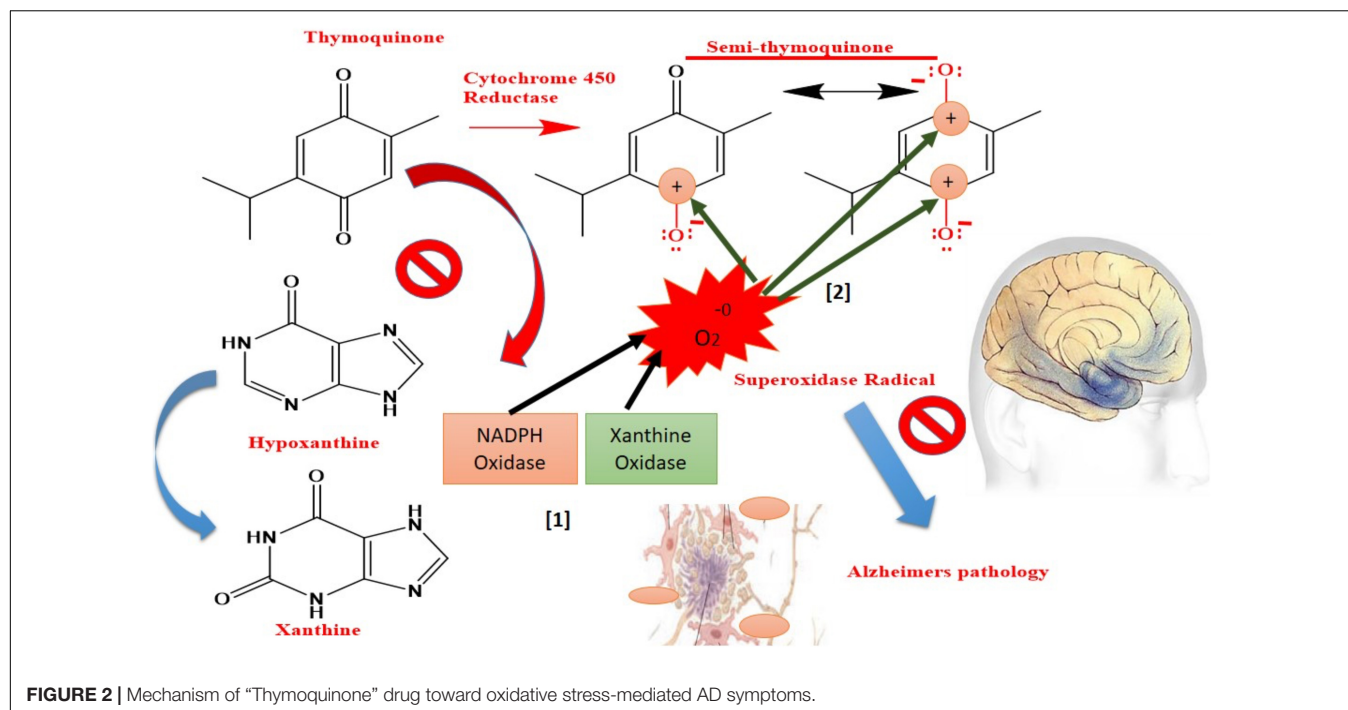 Thymoquinone
Semi-thymoquinone
Cytochrome 450
Reductase
O
O
O
+
:O:
–
..
–
:O:
+
+
:O:
–
..
[2]
-0
O2
Superoxidase Radical
O
HN
N
N
N
H
Hypoxanthine
NADPH
Oxidase
Xanthine
Oxidase
[1]
O
H
N
HN
O
N
H
N
Xanthine
Alzheimers pathology
FIGURE 2 | Mechanism of “Thymoquinone” drug toward oxidative stress-mediated AD symptoms.